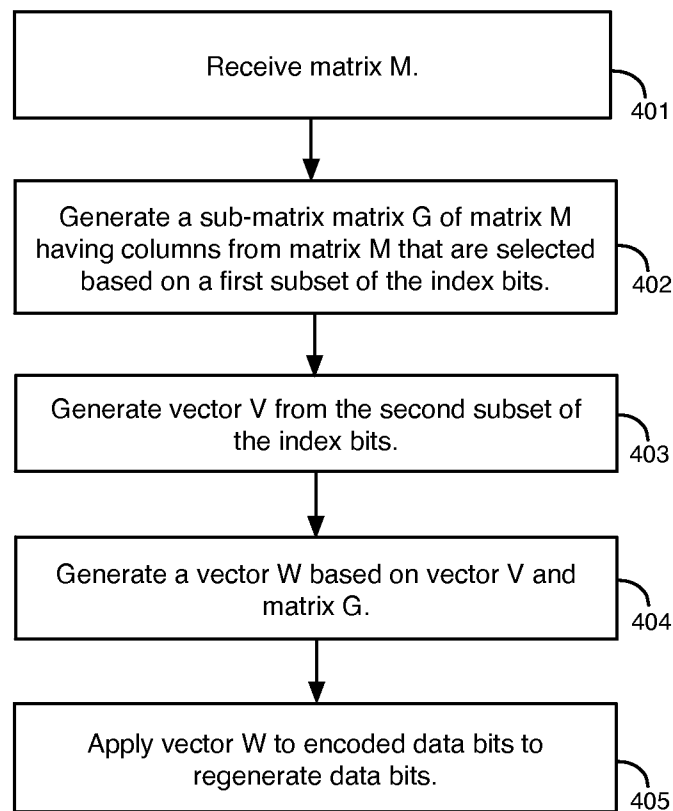 Receive matrix M.
401
Generate a sub-matrix matrix G of matrix M
having columns from matrix M that are selected
based on a first subset of the index bits.
402
Generate vector V from the second subset of
the index bits.
403
Generate a vector W based on vector V and
matrix G.
404
Apply vector W to encoded data bits to
regenerate data bits.
405